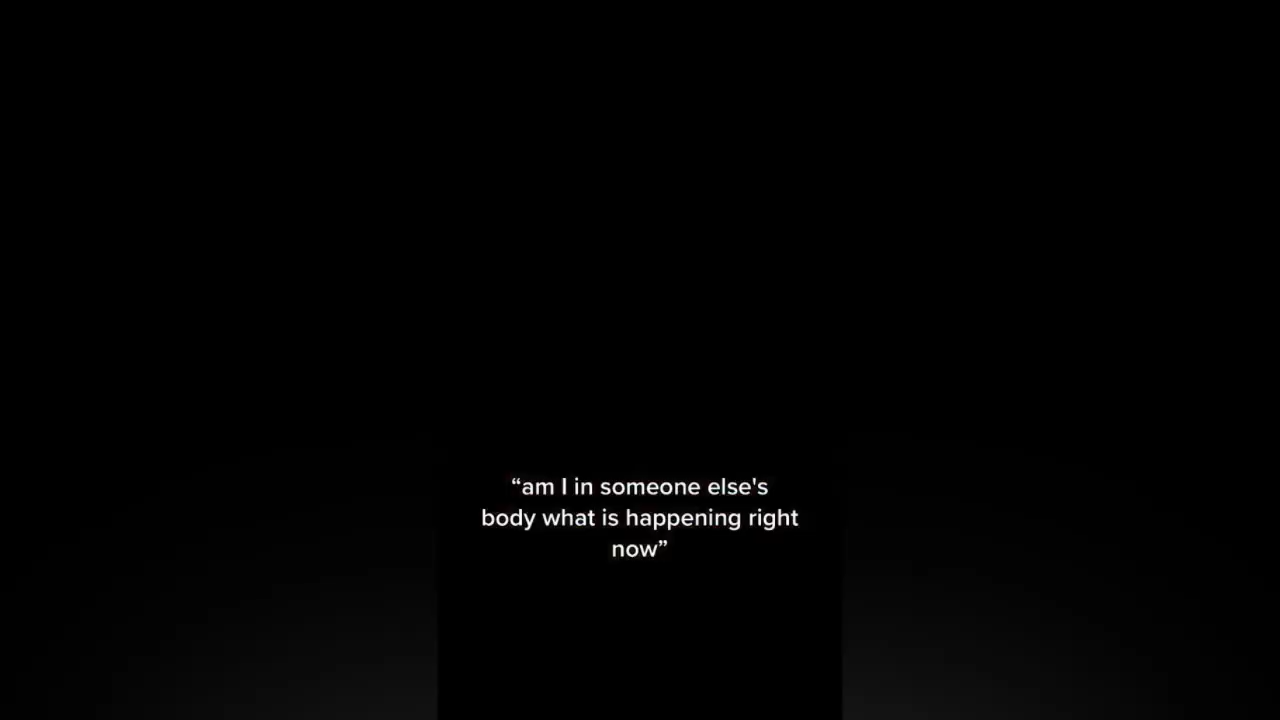 “am I in someone else's
body what is happening right
now”